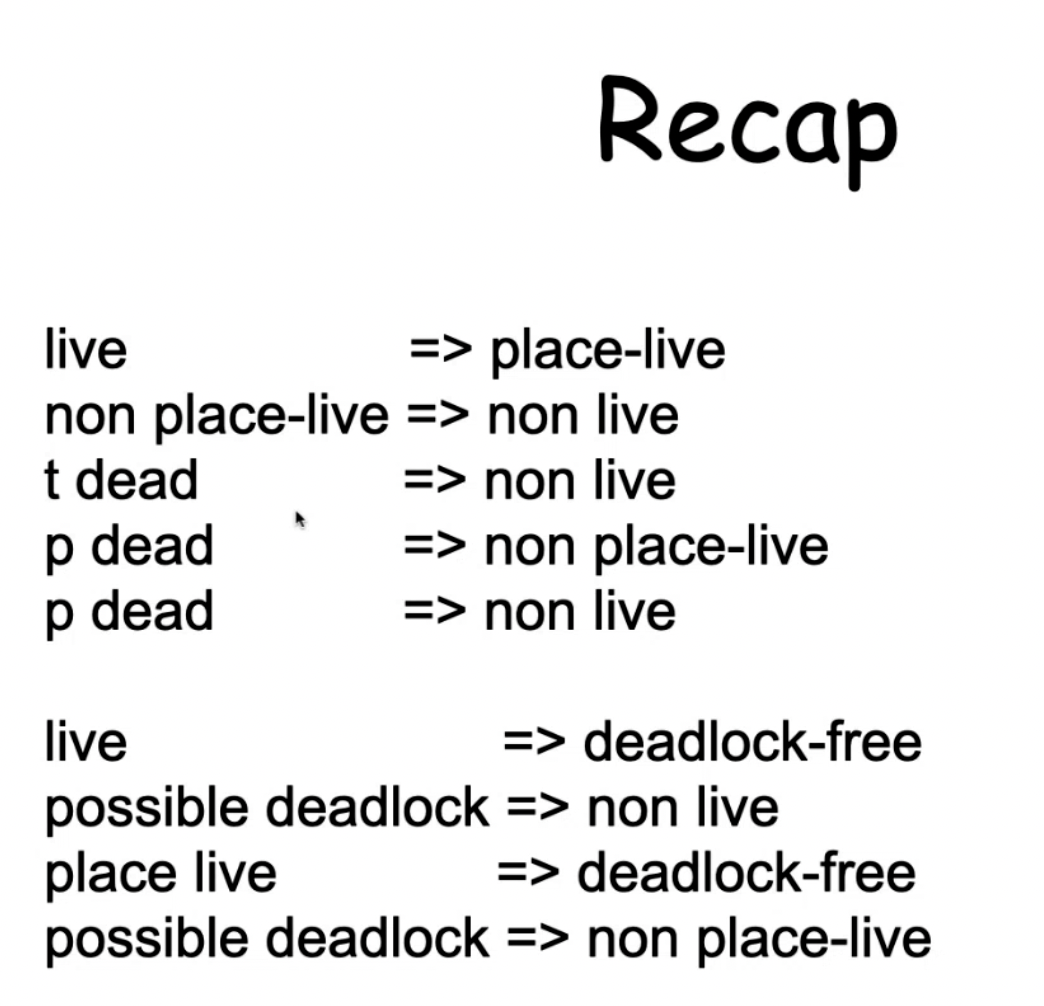 Recap
live => place-live
non place-live => non live
t dead => non live
p dead => non place-live
p dead => non live
live => deadlock-free
possible deadlock => non live
place live => deadlock-free
possible deadlock => non place-live